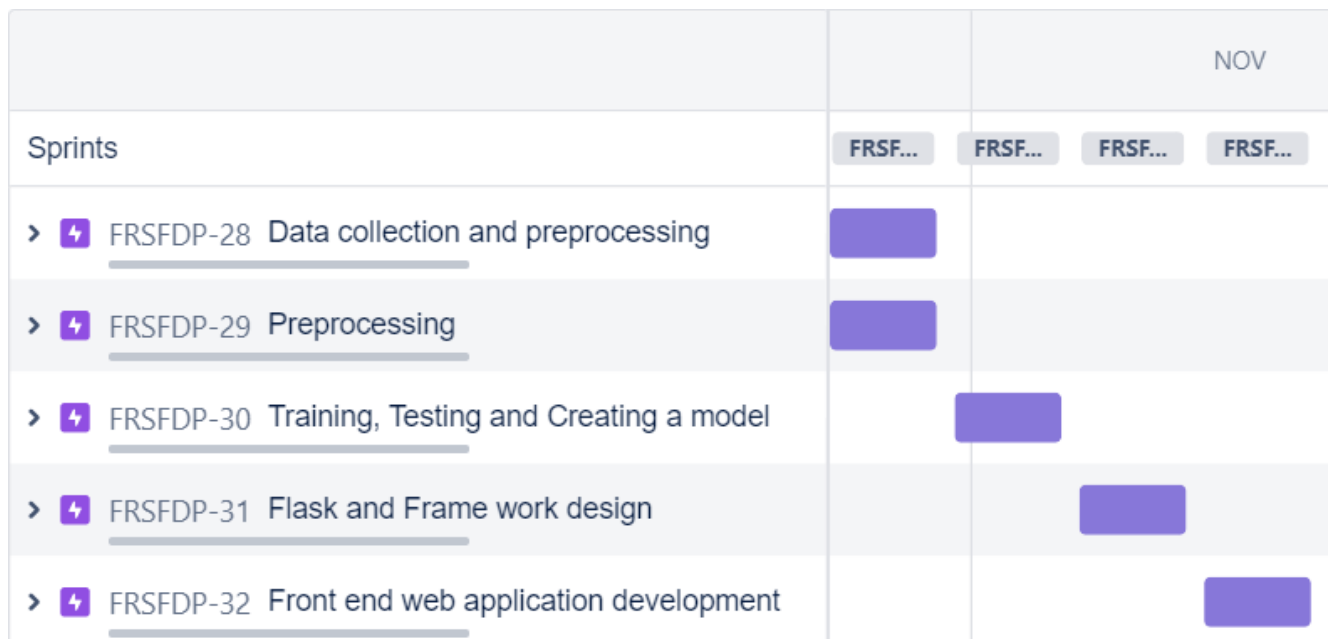 NOV
Sprints FRSF... FRSF... FRSF... FRSF...
FRSFDP-28 Data collection and preprocessing
FRSFDP-29 Preprocessing
FRSFDP-30 Training, Testing and Creating a model
FRSFDP-31 Flask and Frame work design
FRSFDP-32 Front end web application development